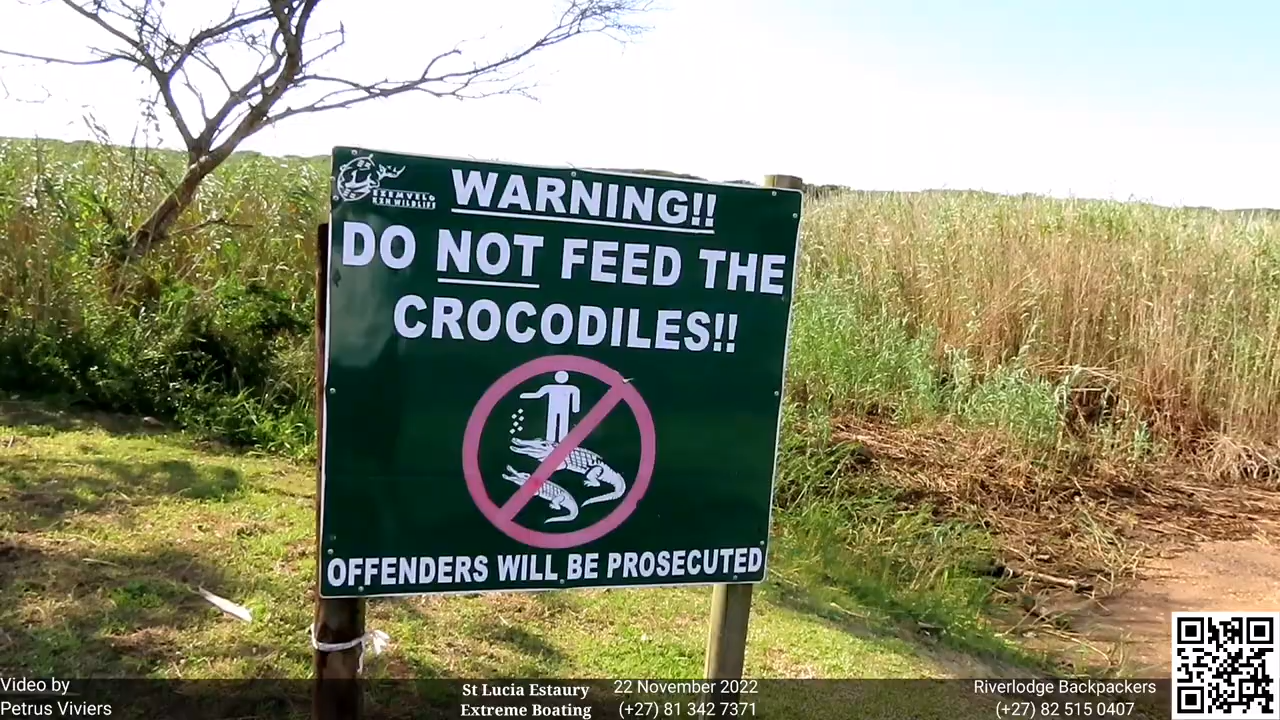 EZEMVELO
KZN WILDLIFE
WARNING!!
DO NOT FEED THE
CROCODILES!!
OFFENDERS WILL BE PROSECUTED
Video by
Petrus Viviers
St Lucia Estaury
Extreme Boating
22 November 2022
(+27) 81 342 7371
Riverlodge Backpackers
(+27) 82 515 0407